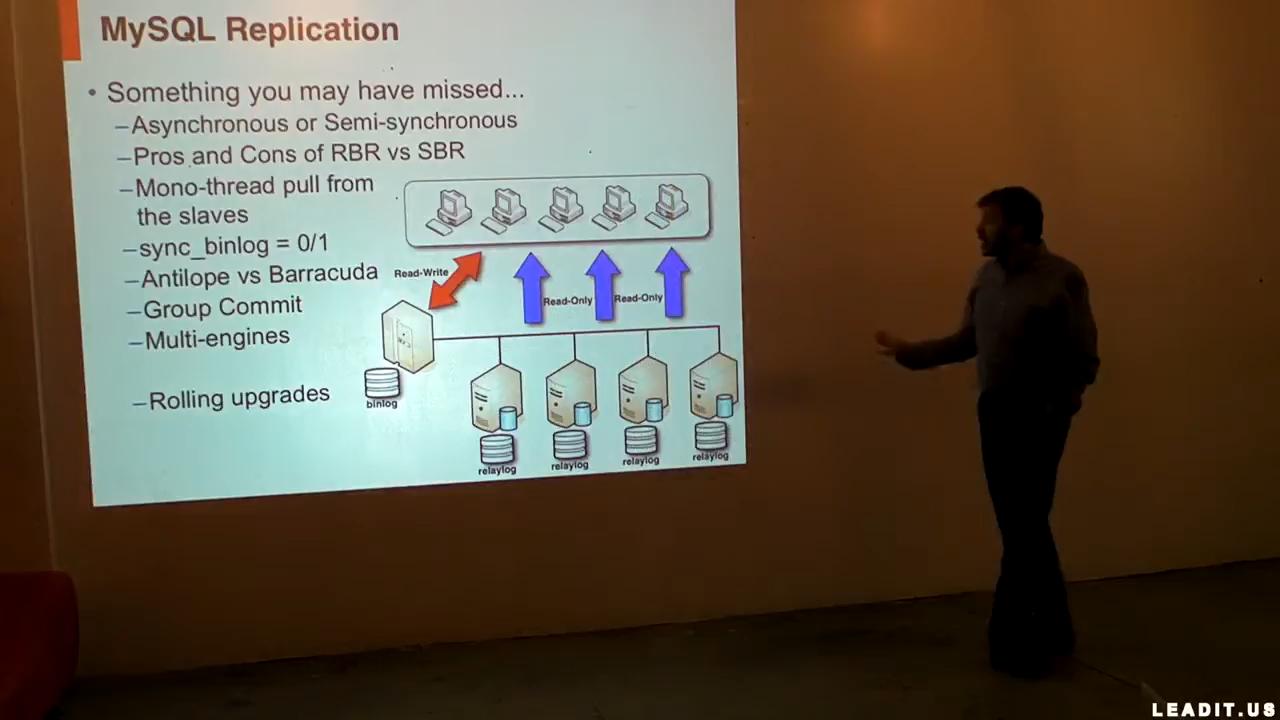 MySQL Replication
• Something you may have missed...
–Asynchronous or Semi-synchronous
–Pros and Cons of RBR vs SBR
–Mono-thread pull from
the slaves
–sync_binlog = 0/1
–Antilope vs Barracuda
–Group Commit
–Multi-engines
–Rolling upgrades
Read-Write
Read-Only
Read-Only
binlog
relaylog
relaylog
relaylog
relaylog
LEADIT.US